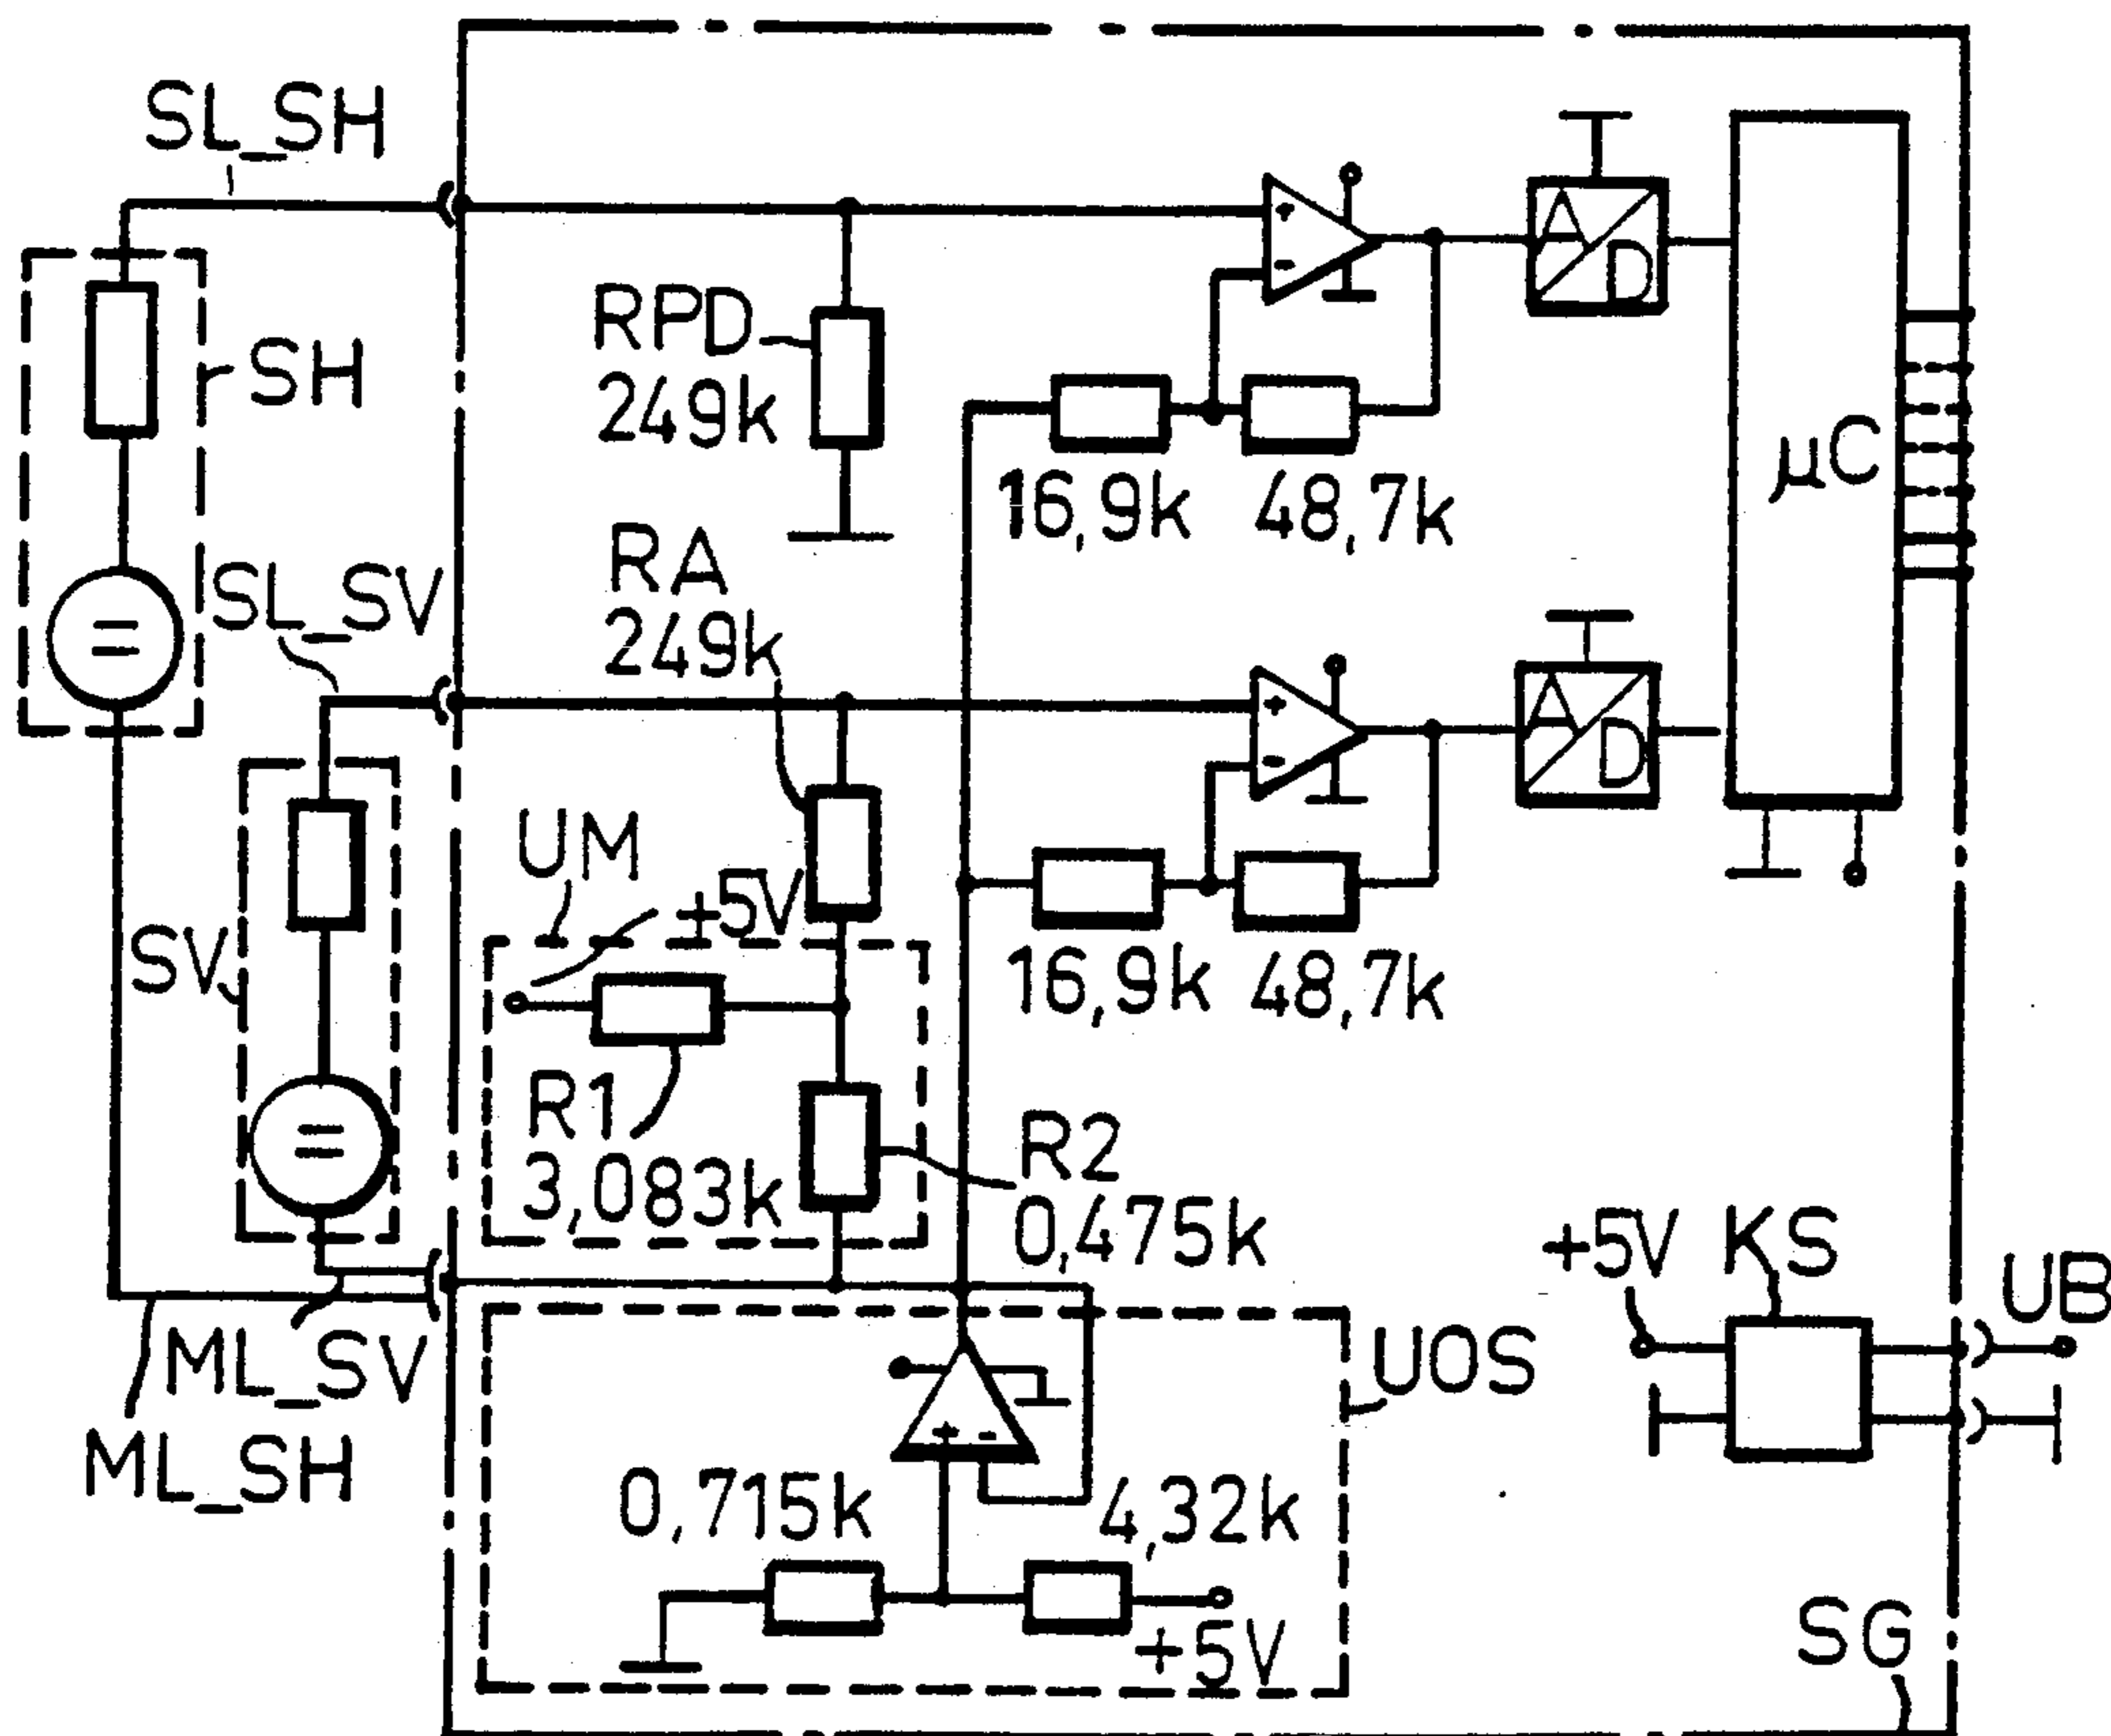 SL_SH
+
-
A
D
RPD
249k
SH
16,9k 48,7k
µC
RA
249k
SL_SV
=
+
-
A
D
UM
+5V
SV
16,9k 48,7k
R1
3,083k
R2
0,475k
=
+5V KS
UB
ML_SV
UOS
ML_SH
+ -
0,715k
4,32k
+5V
SG